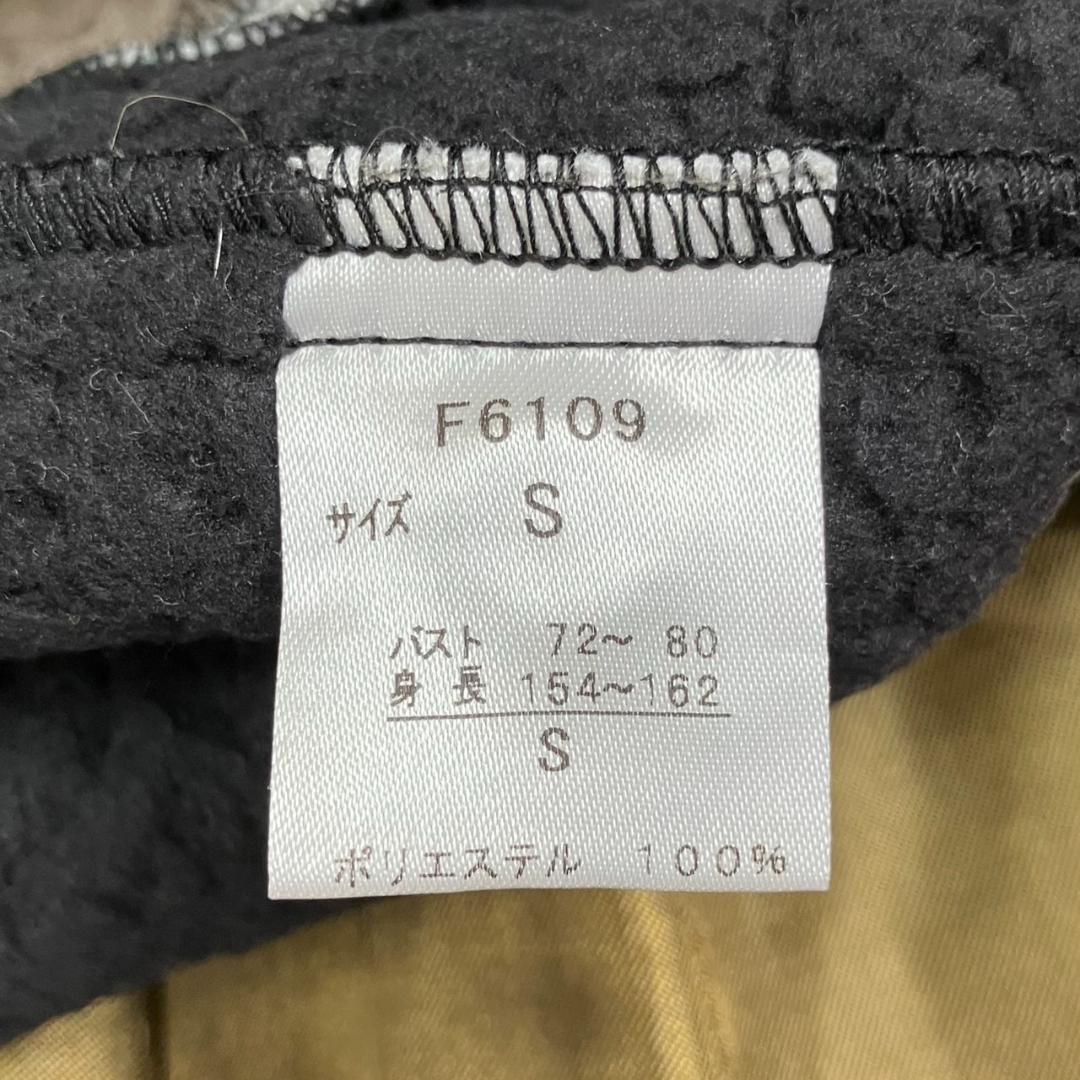 F6109
サイズ S
バスト 72~ 80
身長 154~162
S
ポリエステル 100%